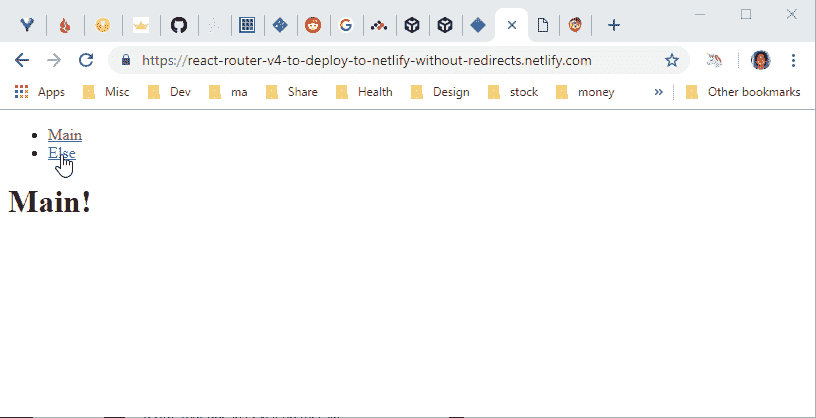 https://react-router-v4-to-deploy-to-netlify-without-redirects.netlify.com
Apps Misc Dev ma Share Health Design stock money » Other bookmarks
Main
Else
Main!